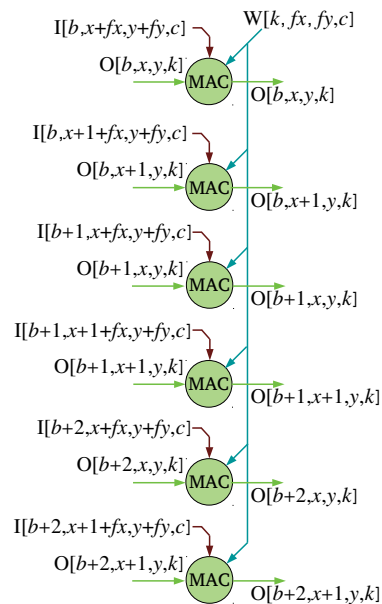 I[b,x+fx,y+fy,c]
W[k, fx, fy,c]
O[b,x,y,k]
MAC
O[b,x,y,k]
I[b,x+1+fx,y+fy,c]
O[b,x+1,y,k]
MAC
O[b,x+1,y,k]
I[b+1,x+fx,y+fy,c]
O[b+1,x,y,k]
MAC
O[b+1,x,y,k]
I[b+1,x+1+fx,y+fy,c]
O[b+1,x+1,y,k]
MAC
O[b+1,x+1,y,k]
I[b+2,x+fx,y+fy,c]
O[b+2,x,y,k]
MAC
O[b+2,x,y,k]
I[b+2,x+1+fx,y+fy,c]
O[b+2,x+1,y,k]
MAC
O[b+2,x+1,y,k]